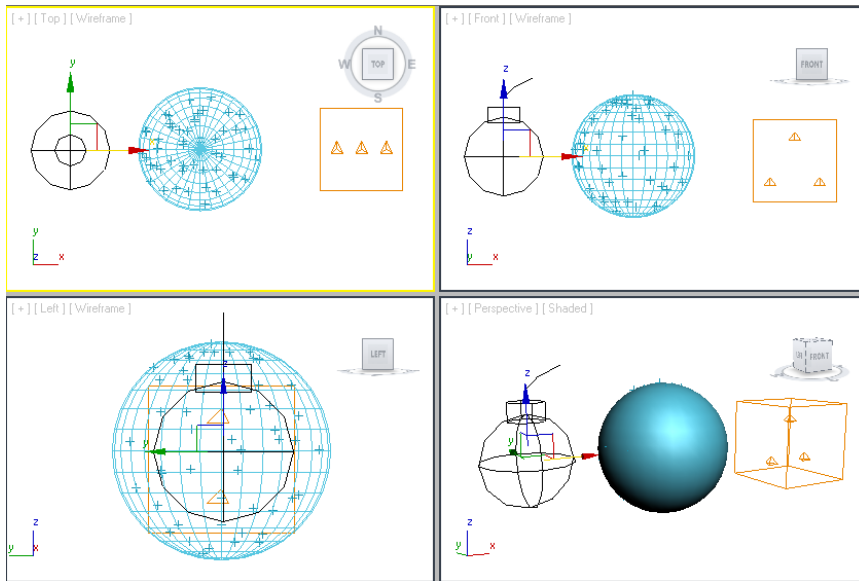 [ + ] [ Top ] [ Wireframe ]
N
W TOP E
S
y
x
y
z x
[ + ] [ Front ] [ Wireframe ]
FRONT
z
x
z
x
[ + ] [ Left ] [ Wireframe ]
LEFT
z
y
z
y x
[ + ] [ Perspective ] [ Shaded ]
FRONT
z
y
x
z
y x